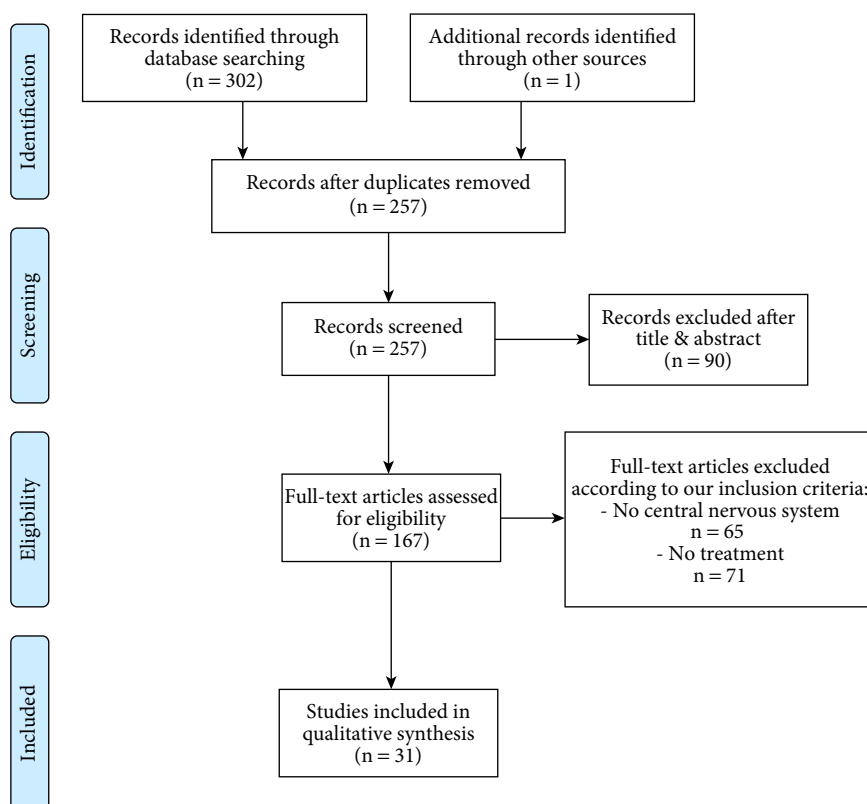 Identification
Records identified through
database searching
(n = 302)
Additional records identified
through other sources
(n = 1)
Records after duplicates removed
(n = 257)
Screening
Records screened
(n = 257)
Records excluded after
title & abstract
(n = 90)
Eligibility
Full-text articles assessed
for eligibility
(n = 167)
Full-text articles excluded
according to our inclusion criteria:
- No central nervous system
n = 65
- No treatment
n = 71
Included
Studies included in
qualitative synthesis
(n = 31)